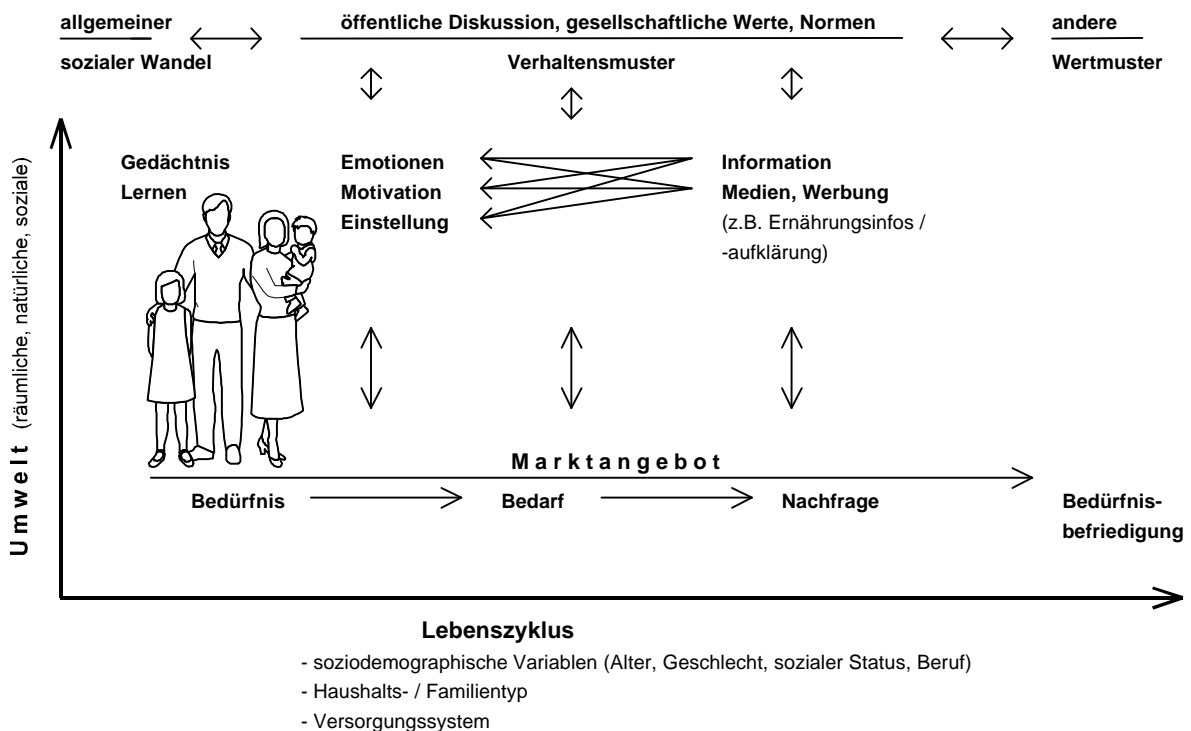 allgemeiner
öffentliche Diskussion, gesellschaftliche Werte, Normen
andere
sozialer Wandel
Verhaltensmuster
Wertmuster
Umwelt (räumliche, natürliche, soziale)
Gedächtnis
Lernen
Emotionen
Motivation
Einstellung
Information
Medien, Werbung
(z.B. Ernährungsinfos /
-aufklärung)
Marktangebot
Bedürfnis
Bedarf
Nachfrage
Bedürfnis-
befriedigung
Lebenszyklus
- soziodemographische Variablen (Alter, Geschlecht, sozialer Status, Beruf)
- Haushalts- / Familientyp
- Versorgungssystem